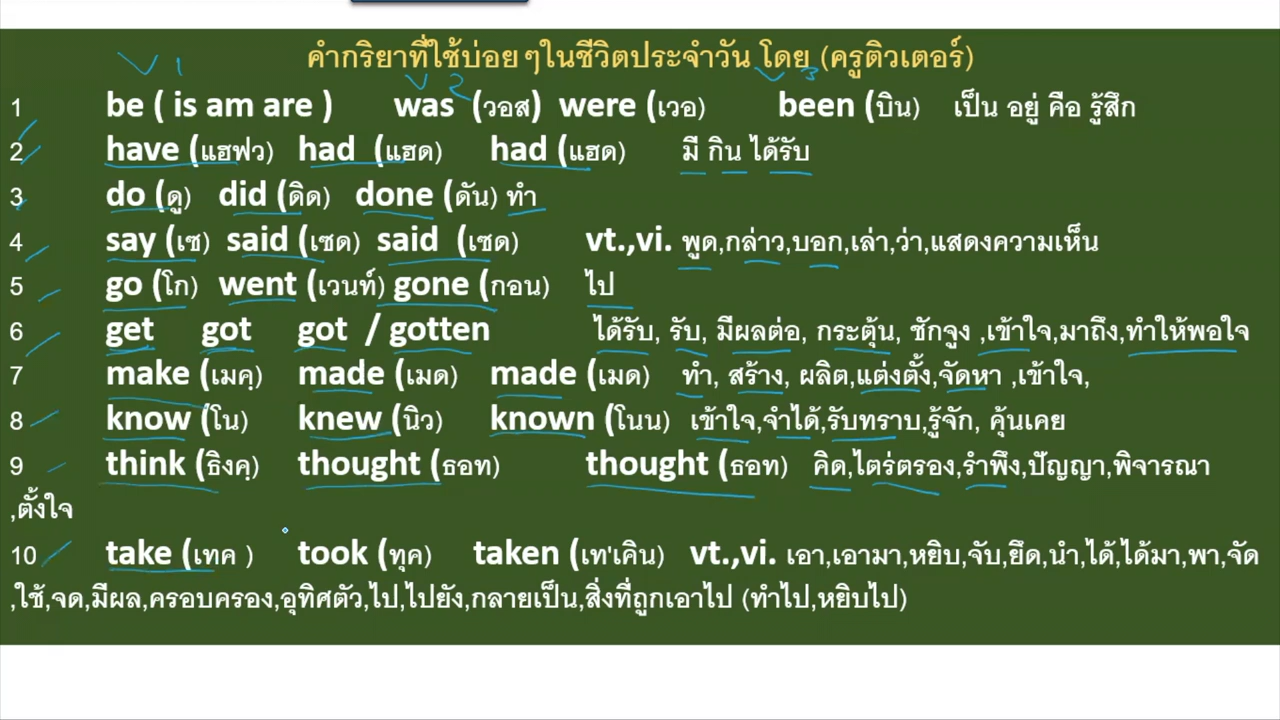 คำกริยาที่ใช้บ่อยๆในชีวิตประจำวัน โดย (ครูติวเตอร์)
V 1 V 2 V 3
1 be ( is am are ) was (วอส) were (เวอ) been (บิน) เป็น อยู่ คือ รู้สึก
2 have (แฮฟว) had (แฮด) had (แฮด) มี กิน ได้รับ
3 do (ดู) did (ดิด) done (ดัน) ทำ
4 say (เซ) said (เซด) said (เซด) vt.,vi. พูด,กล่าว,บอก,เล่า,ว่า,แสดงความเห็น
5 go (โก) went (เวนท์) gone (กอน) ไป
6 get got got / gotten ได้รับ, รับ, มีผลต่อ, กระตุ้น, ชักจูง ,เข้าใจ,มาถึง,ทำให้พอใจ
7 make (เมคฺ) made (เมด) made (เมด) ทำ, สร้าง, ผลิต,แต่งตั้ง,จัดหา ,เข้าใจ,
8 know (โน) knew (นิว) known (โนน) เข้าใจ,จำได้,รับทราบ,รู้จัก, คุ้นเคย
9 think (ธิงคฺ) thought (ธอท) thought (ธอท) คิด,ไตร่ตรอง,รำพึง,ปัญญา,พิจารณา
,ตั้งใจ
10 take (เทค ) took (ทุค) taken (เท'เคิน) vt.,vi. เอา,เอามา,หยิบ,จับ,ยึด,นำ,ได้,ได้มา,พา,จัด
,ใช้,จด,มีผล,ครอบครอง,อุทิศตัว,ไป,ไปยัง,กลายเป็น,สิ่งที่ถูกเอาไป (ทำไป,หยิบไป)